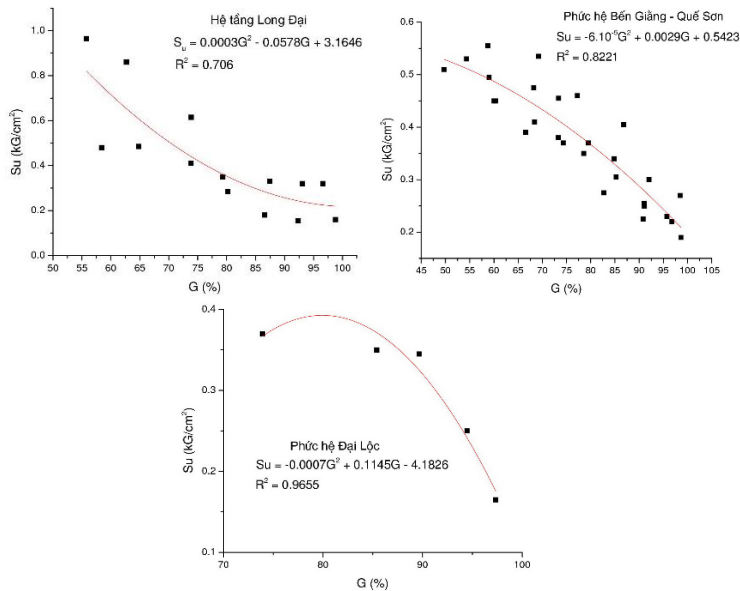 Hệ tầng Long Đại
Su = 0.0003G² - 0.0578G + 3.1646
R² = 0.706
Su (kG/cm²)
1.0
0.8
0.6
0.4
0.2
0.0
50 55 60 65 70 75 80 85 90 95 100
G (%)
Phức hệ Bến Giằng - Quế Sơn
Su = -6.10⁻⁵G² + 0.0029G + 0.5423
R² = 0.8221
Su (kG/cm²)
0.6
0.5
0.4
0.3
0.2
45 50 55 60 65 70 75 80 85 90 95 100 105
G (%)
Phức hệ Đại Lộc
Su = -0.0007G² + 0.1145G - 4.1826
R² = 0.9655
Su (kG/cm²)
0.4
0.3
0.2
0.1
70 80 90 100
G (%)